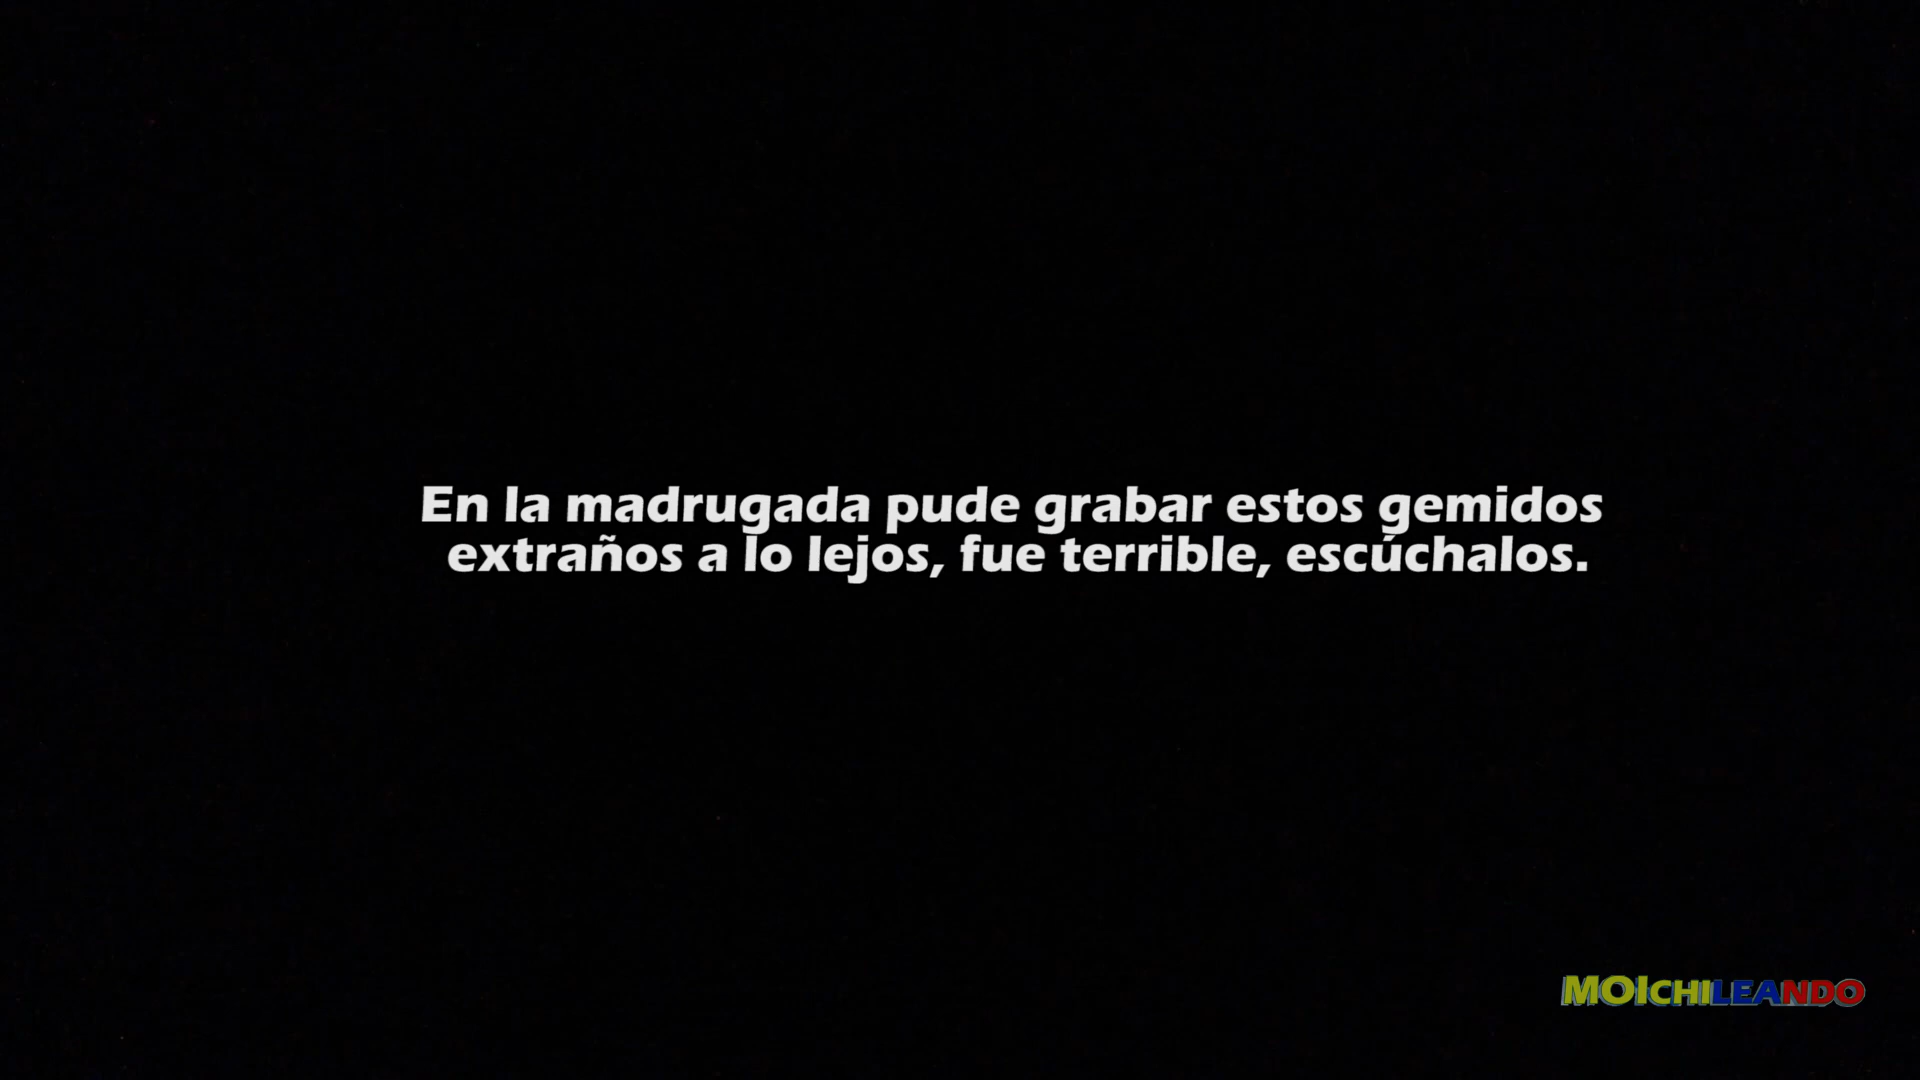 En la madrugada pude grabar estos gemidos
extraños a lo lejos, fue terrible, escúchalos.
MOICHILEANDO